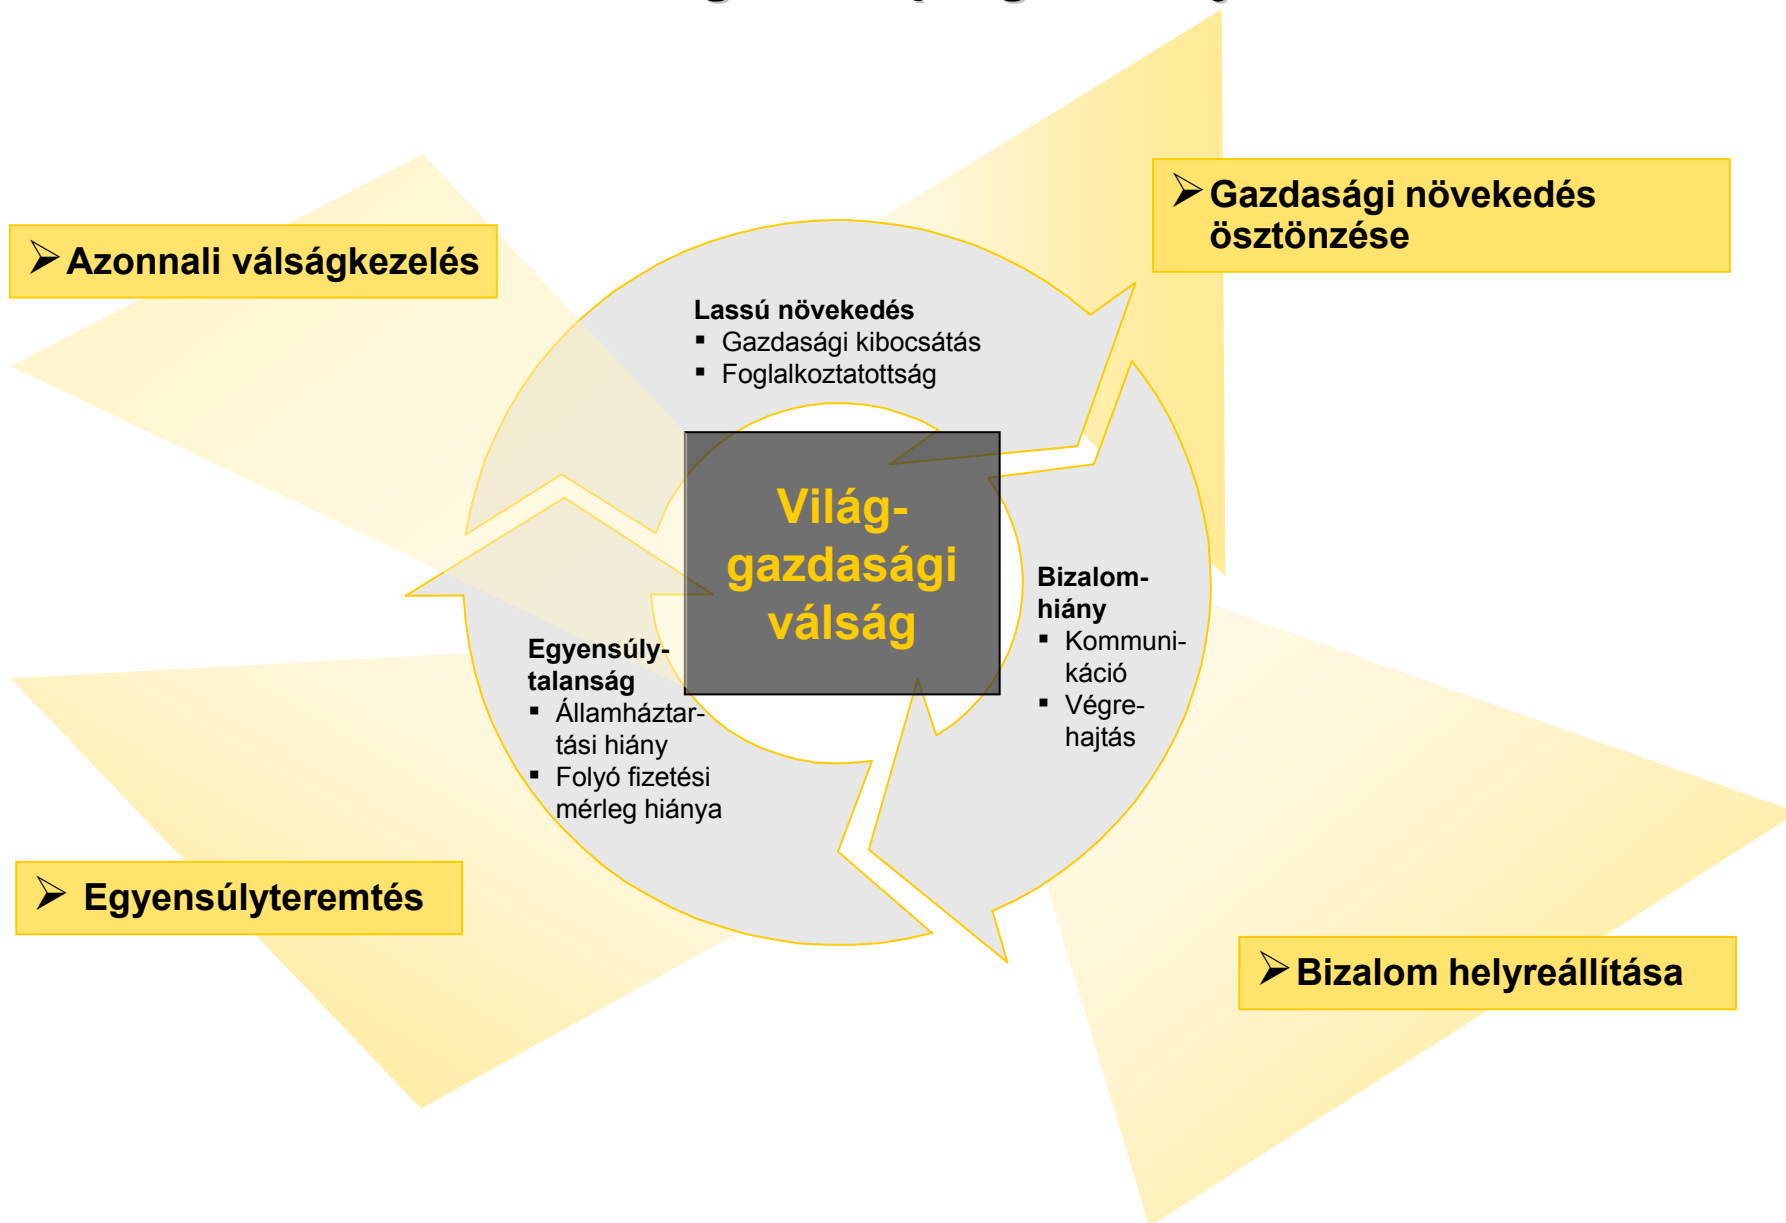 ➢Gazdasági növekedés
ösztönzése
➢Azonnali válságkezelés
Lassú növekedés
▪ Gazdasági kibocsátás
▪ Foglalkoztatottság
Világ-
gazdasági
válság
Bizalom-
hiány
▪ Kommuni-
káció
▪ Végre-
hajtás
Egyensúly-
talanság
▪ Államháztar-
tási hiány
▪ Folyó fizetési
mérleg hiánya
➢ Egyensúlyteremtés
➢Bizalom helyreállítása